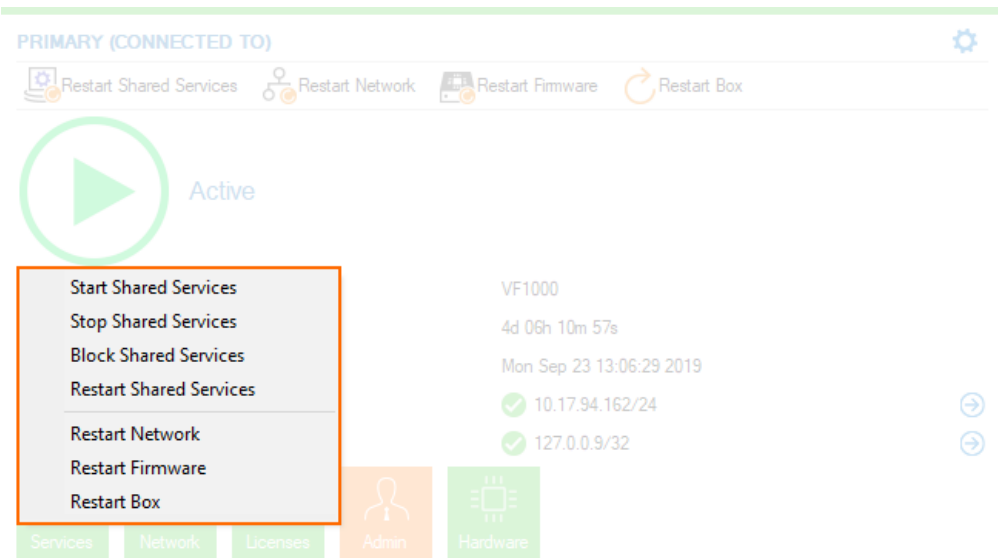 PRIMARY (CONNECTED TO)
Restart Shared Services Restart Network Restart Firmware Restart Box
Active
Start Shared Services
Stop Shared Services
Block Shared Services
Restart Shared Services
Restart Network
Restart Firmware
Restart Box
VF1000
4d 06h 10m 57s
Mon Sep 23 13:06:29 2019
10.17.94.162/24
127.0.0.9/32
Services Network Licenses Admin Hardware